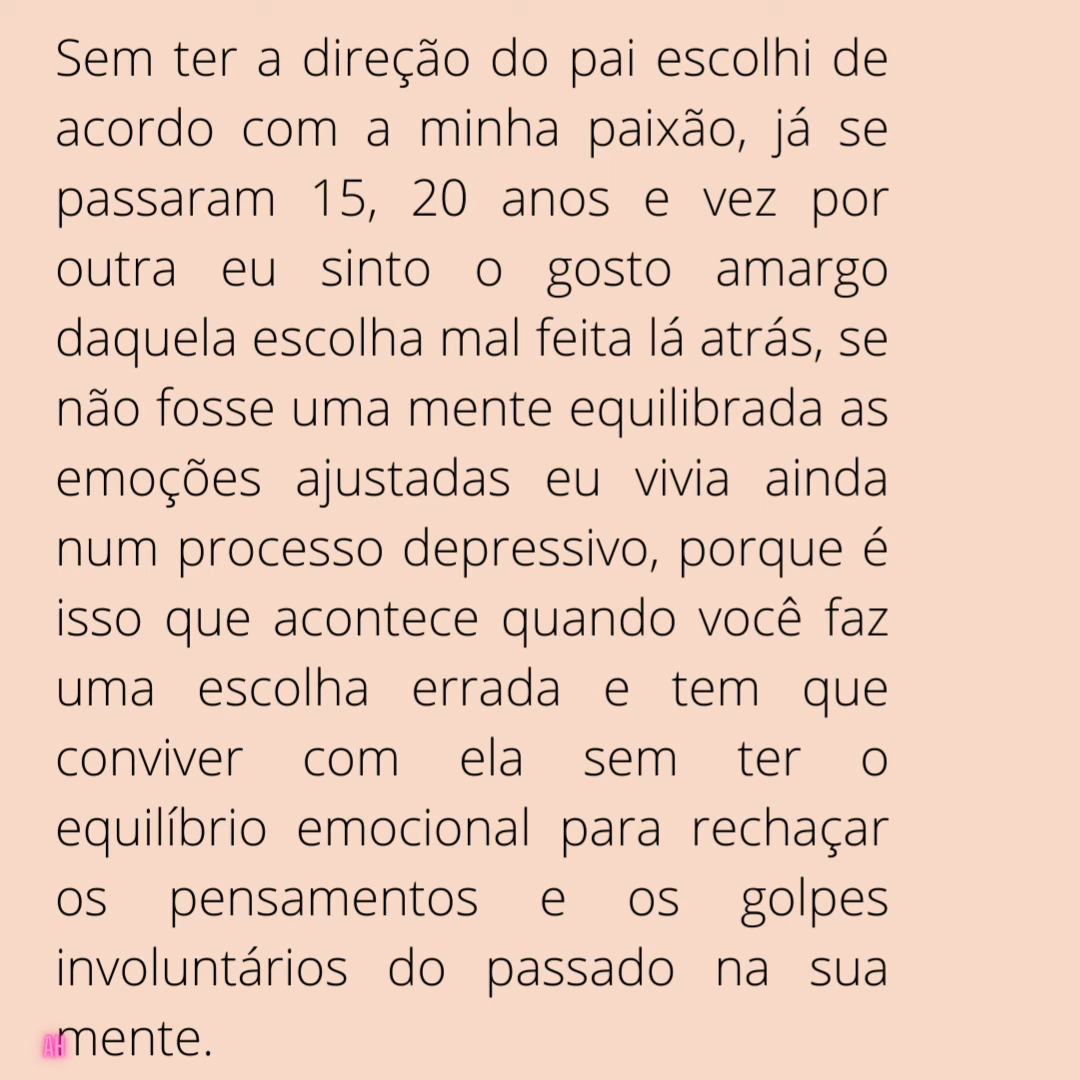 Sem ter a direção do pai escolhi de
acordo com a minha paixão, já se
passaram 15, 20 anos e vez por
outra eu sinto o gosto amargo
daquela escolha mal feita lá atrás, se
não fosse uma mente equilibrada as
emoções ajustadas eu vivia ainda
num processo depressivo, porque é
isso que acontece quando você faz
uma escolha errada e tem que
conviver com ela sem ter o
equilíbrio emocional para rechaçar
os pensamentos e os golpes
involuntários do passado na sua
mente.
AH